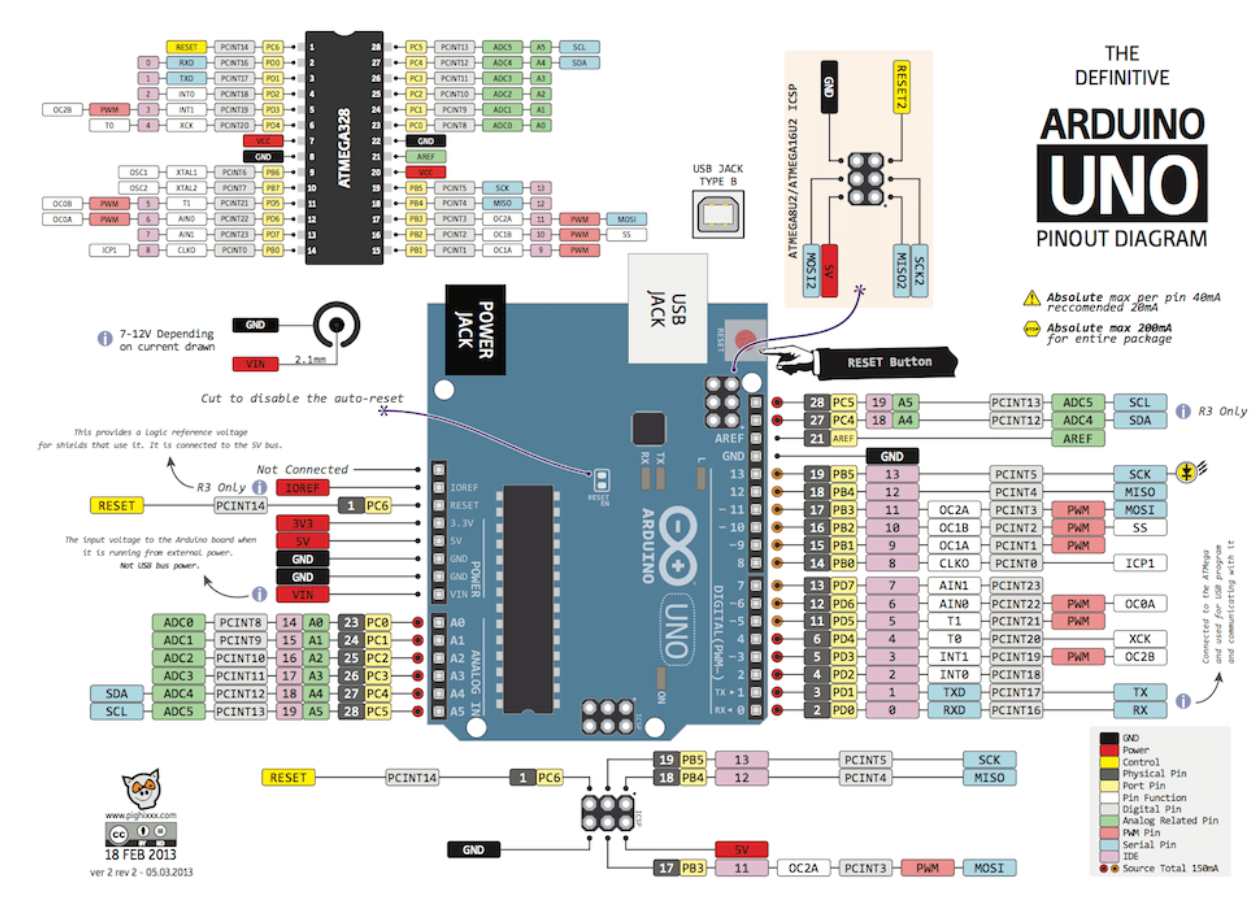 THE
DEFINITIVE
ARDUINO
UNO
PINOUT DIAGRAM
RESET PCINT14 PC6 1
0 RXD PCINT16 PD0 2
1 TXD PCINT17 PD1 3
2 INT0 PCINT18 PD2 4
OC2B PWM 3 INT1 PCINT19 PD3 5
T0 4 XCK PCINT20 PD4 6
VCC 7
GND 8
OSC1 XTAL1 PCINT6 PB6 9
OSC2 XTAL2 PCINT7 PB7 10
OC0B PWM 5 T1 PCINT21 PD5 11
OC0A PWM 6 AIN0 PCINT22 PD6 12
7 AIN1 PCINT23 PD7 13
ICP1 8 CLKO PCINT0 PB0 14
ATMEGA328
28 PC5 PCINT13 ADC5 A5 SCL
27 PC4 PCINT12 ADC4 A4 SDA
26 PC3 PCINT11 ADC3 A3
25 PC2 PCINT10 ADC2 A2
24 PC1 PCINT9 ADC1 A1
23 PC0 PCINT8 ADC0 A0
22 GND
21 AREF
20 VCC
19 PB5 PCINT5 SCK 13
18 PB4 PCINT4 MISO 12
17 PB3 PCINT3 OC2A 11 PWM MOSI
16 PB2 PCINT2 OC1B 10 PWM SS
15 PB1 PCINT1 OC1A 9 PWM
USB JACK
TYPE B
ATMEGA8U2/ATMEGA16U2 ICSP
GND
RESET2
MOSI2
5V
MISO2
SCK2
Absolute max per pin 40mA
reccomended 20mA
STOP
Absolute max 200mA
for entire package
7-12V Depending
on current drawn
GND
VIN
2.1mm
POWER
JACK
USB
JACK
RESET
RESET Button
Cut to disable the auto-reset
This provides a logic reference voltage
for shields that use it. It is connected to the 5V bus.
Not Connected
R3 Only i IOREF
RESET PCINT14 1 PC6
3V3
5V
GND
GND
VIN
The input voltage to the Arduino board when
it is running from external power.
Not USB bus power.
ADC0 PCINT8 14 A0 23 PC0
ADC1 PCINT9 15 A1 24 PC1
ADC2 PCINT10 16 A2 25 PC2
ADC3 PCINT11 17 A3 26 PC3
SDA ADC4 PCINT12 18 A4 27 PC4
SCL ADC5 PCINT13 19 A5 28 PC5
IOREF
RESET
3.3V
5V
GND
GND
VIN
POWER
A0
A1
A2
A3
A4
A5
ANALOG IN
RESET
EN
RX
TX
L
ARDUINO
UNO
ON
ICSP
AREF
GND
13
12
~11
~10
~9
8
7
~6
~5
4
~3
2
TX ▸ 1
RX ◂ 0
DIGITAL (PWM~)
28 PC5 19 A5 PCINT13 ADC5 SCL
27 PC4 18 A4 PCINT12 ADC4 SDA
i R3 Only
21 AREF AREF
GND
19 PB5 13 PCINT5 SCK
18 PB4 12 PCINT4 MISO
17 PB3 11 OC2A PCINT3 PWM MOSI
16 PB2 10 OC1B PCINT2 PWM SS
15 PB1 9 OC1A PCINT1 PWM
14 PB0 8 CLKO PCINT0 ICP1
13 PD7 7 AIN1 PCINT23
12 PD6 6 AIN0 PCINT22 PWM OC0A
11 PD5 5 T1 PCINT21 PWM
6 PD4 4 T0 PCINT20 XCK
5 PD3 3 INT1 PCINT19 PWM OC2B
4 PD2 2 INT0 PCINT18
3 PD1 1 TXD PCINT17 TX
2 PD0 0 RXD PCINT16 RX
Connected to the ATMega
and used for USB program
and communicating with it
RESET PCINT14 1 PC6
19 PB5 13 PCINT5 SCK
18 PB4 12 PCINT4 MISO
ICSP
GND
5V
17 PB3 11 OC2A PCINT3 PWM MOSI
GND
Power
Control
Physical Pin
Port Pin
Pin Function
Digital Pin
Analog Related Pin
PWM Pin
Serial Pin
IDE
Source Total 150mA
www.pighixxx.com
cc BY ND
18 FEB 2013
ver 2 rev 2 - 05.03.2013